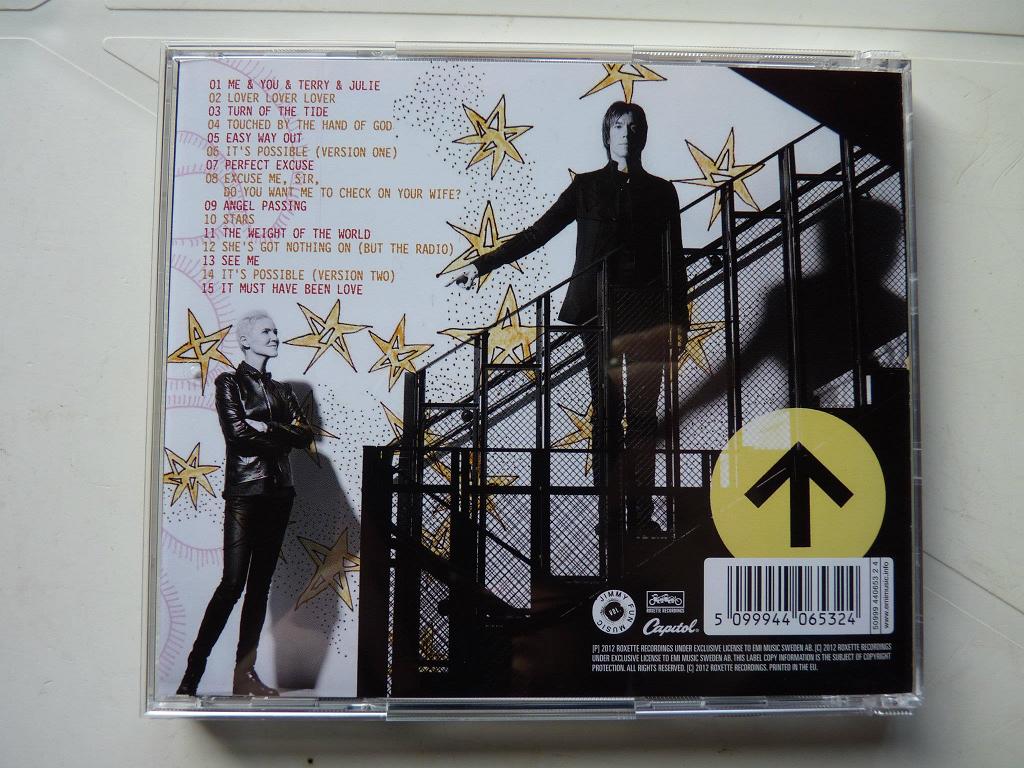 01 ME & YOU & TERRY & JULIE
02 LOVER LOVER LOVER
03 TURN OF THE TIDE
04 TOUCHED BY THE HAND OF GOD
05 EASY WAY OUT
06 IT'S POSSIBLE (VERSION ONE)
07 PERFECT EXCUSE
08 EXCUSE ME, SIR,
DO YOU WANT ME TO CHECK ON YOUR WIFE?
09 ANGEL PASSING
10 STARS
11 THE WEIGHT OF THE WORLD
12 SHE'S GOT NOTHING ON (BUT THE RADIO)
13 SEE ME
14 IT'S POSSIBLE (VERSION TWO)
15 IT MUST HAVE BEEN LOVE
JIMMY FUN MUSIC
ROXETTE RECORDINGS
Capitol®
5 099944 065324
50999 440653 2 4
www.emimusic.info
[P] 2012 ROXETTE RECORDINGS UNDER EXCLUSIVE LICENSE TO EMI MUSIC SWEDEN AB. [C] 2012 ROXETTE RECORDINGS
UNDER EXCLUSIVE LICENSE TO EMI MUSIC SWEDEN AB. THIS LABEL COPY INFORMATION IS THE SUBJECT OF COPYRIGHT
PROTECTION. ALL RIGHTS RESERVED. [C] 2012 ROXETTE RECORDINGS. PRINTED IN THE EU.